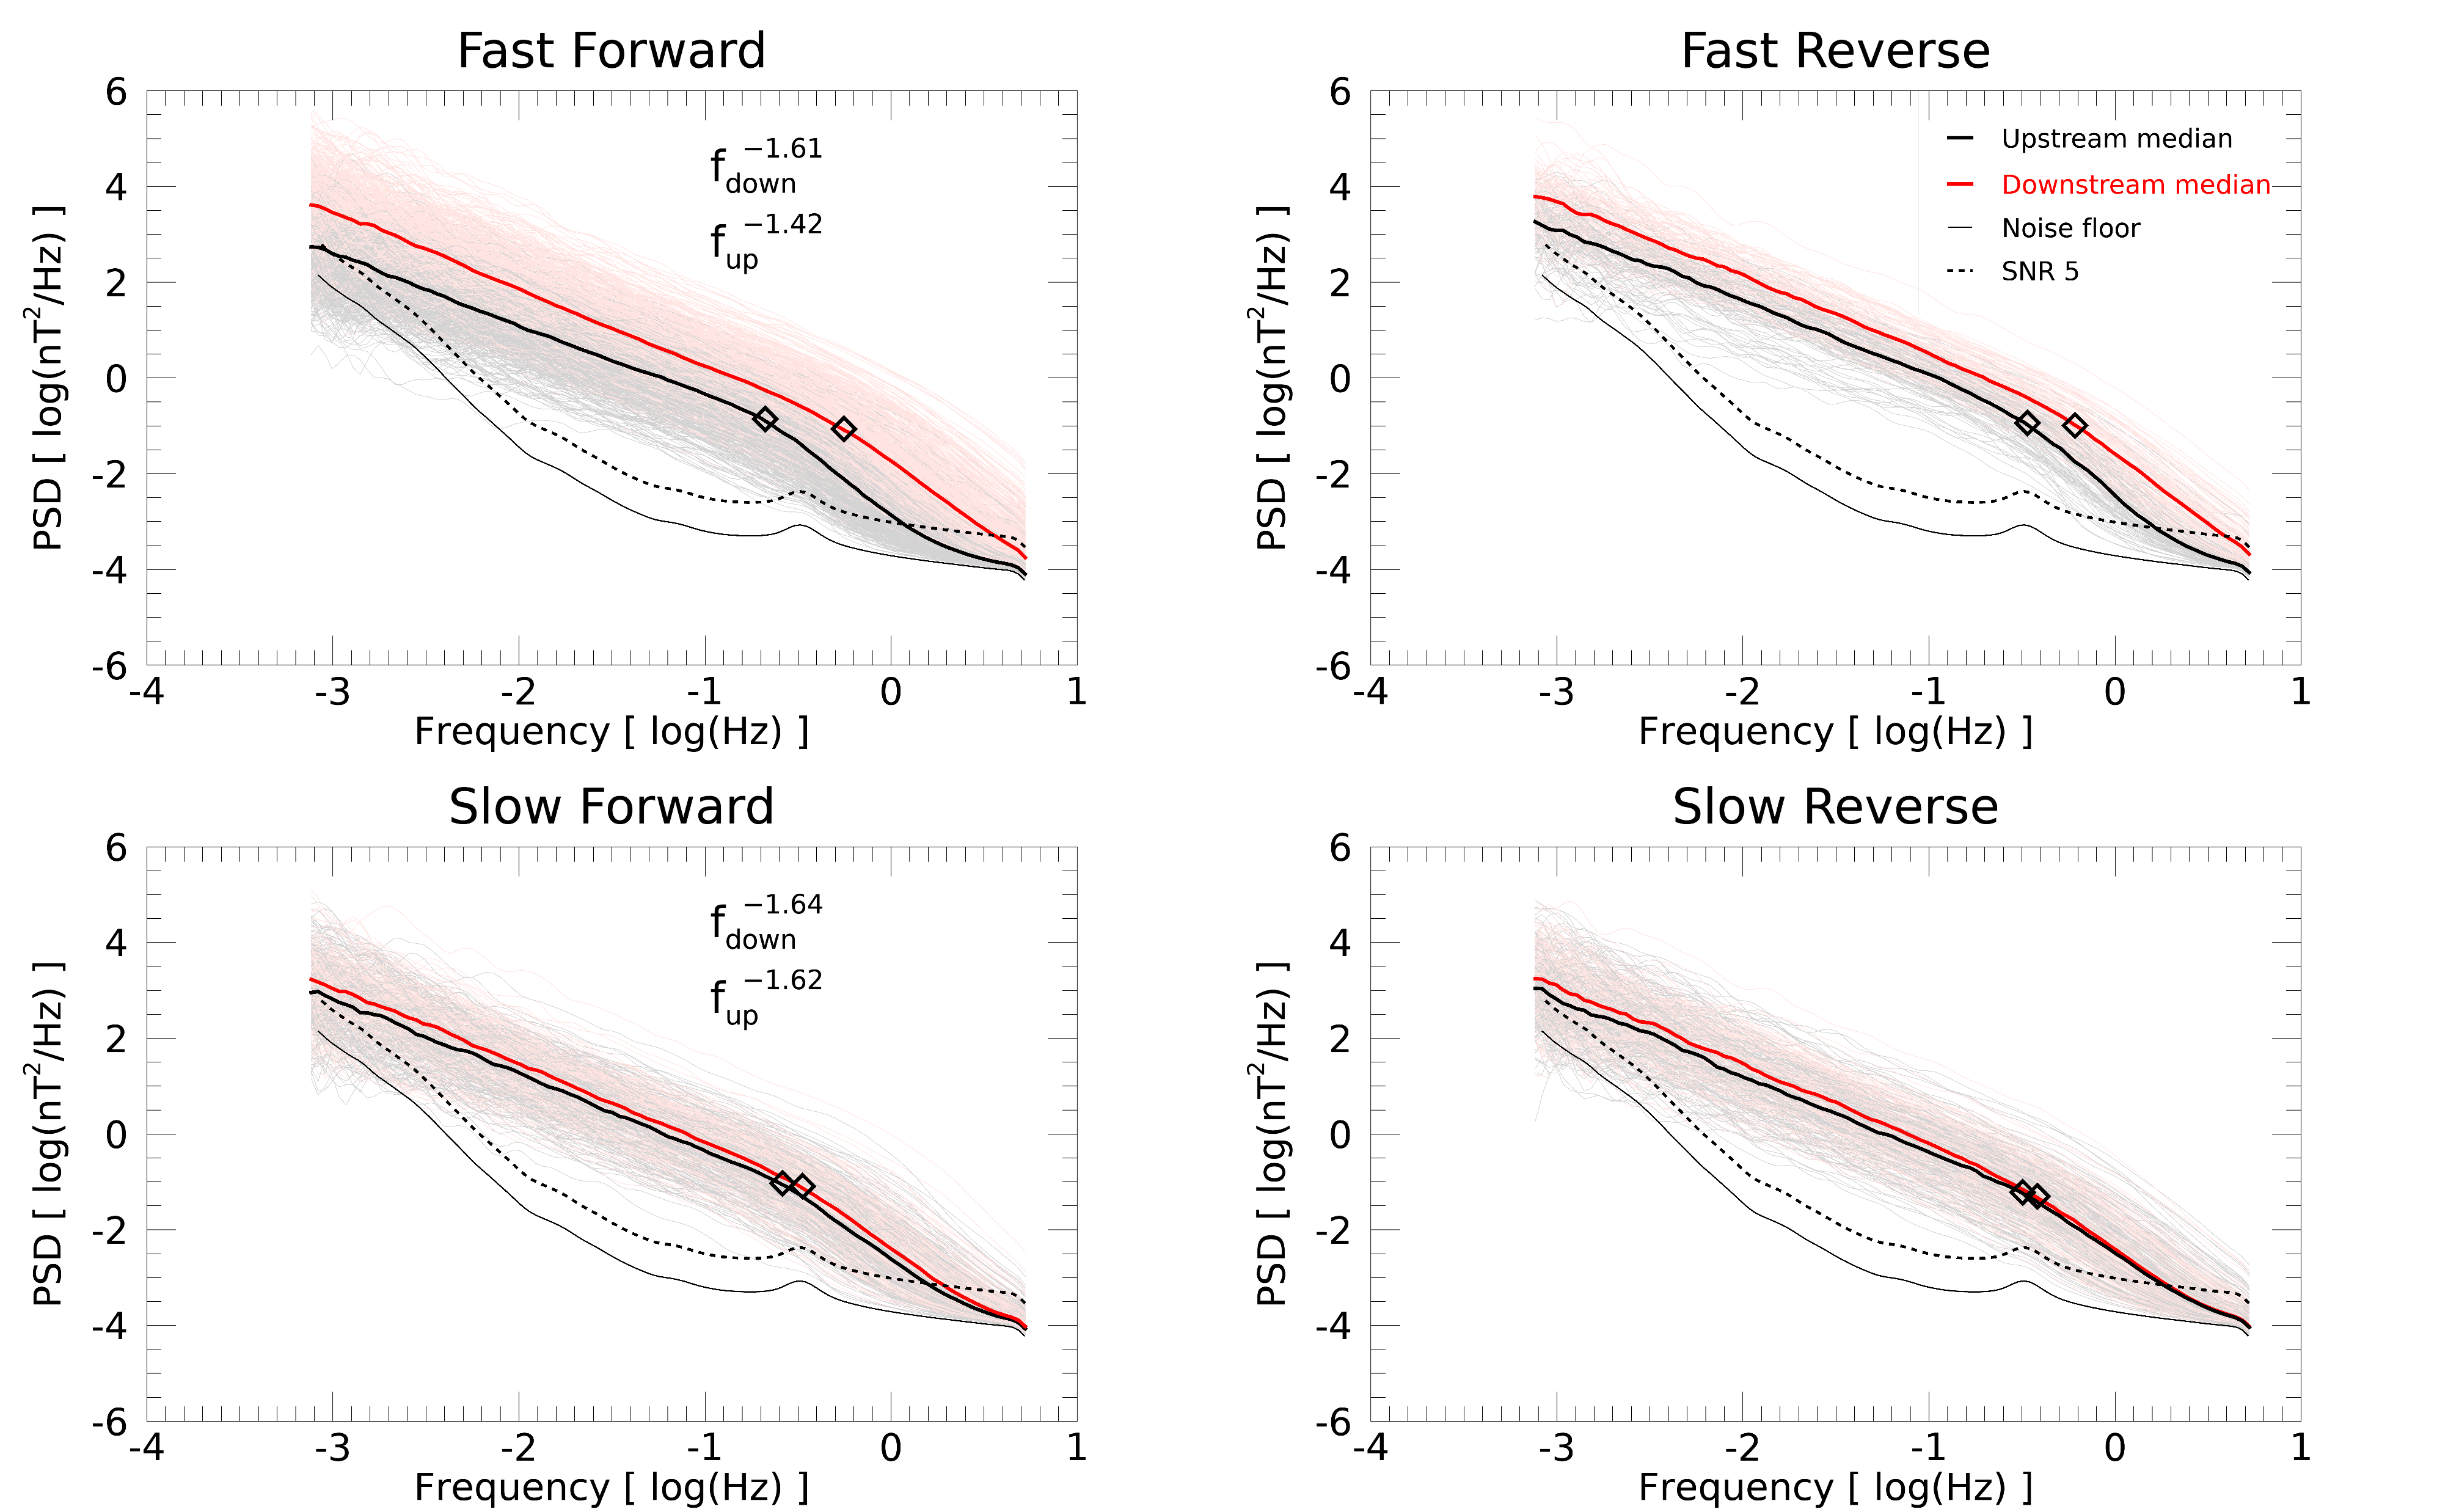 Fast Forward
6
4
2
0
-2
-4
-6
PSD [ log(nT²/Hz) ]
f_down^−1.61
f_up^−1.42
-4 -3 -2 -1 0 1
Frequency [ log(Hz) ]
Fast Reverse
6
4
2
0
-2
-4
-6
PSD [ log(nT²/Hz) ]
Upstream median
Downstream median
Noise floor
SNR 5
-4 -3 -2 -1 0 1
Frequency [ log(Hz) ]
Slow Forward
6
4
2
0
-2
-4
-6
PSD [ log(nT²/Hz) ]
f_down^−1.64
f_up^−1.62
-4 -3 -2 -1 0 1
Frequency [ log(Hz) ]
Slow Reverse
6
4
2
0
-2
-4
-6
PSD [ log(nT²/Hz) ]
-4 -3 -2 -1 0 1
Frequency [ log(Hz) ]